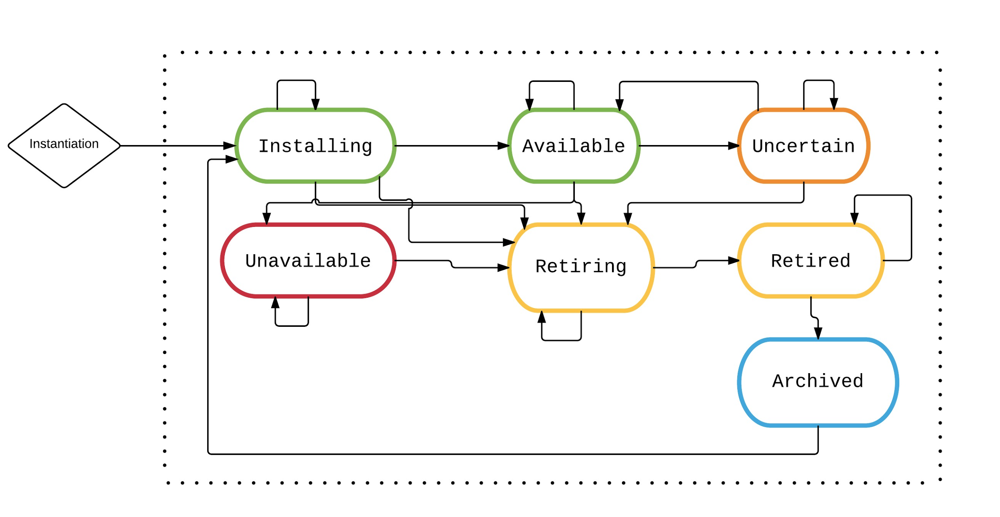 Instantiation
Installing
Available
Uncertain
Unavailable
Retiring
Retired
Archived